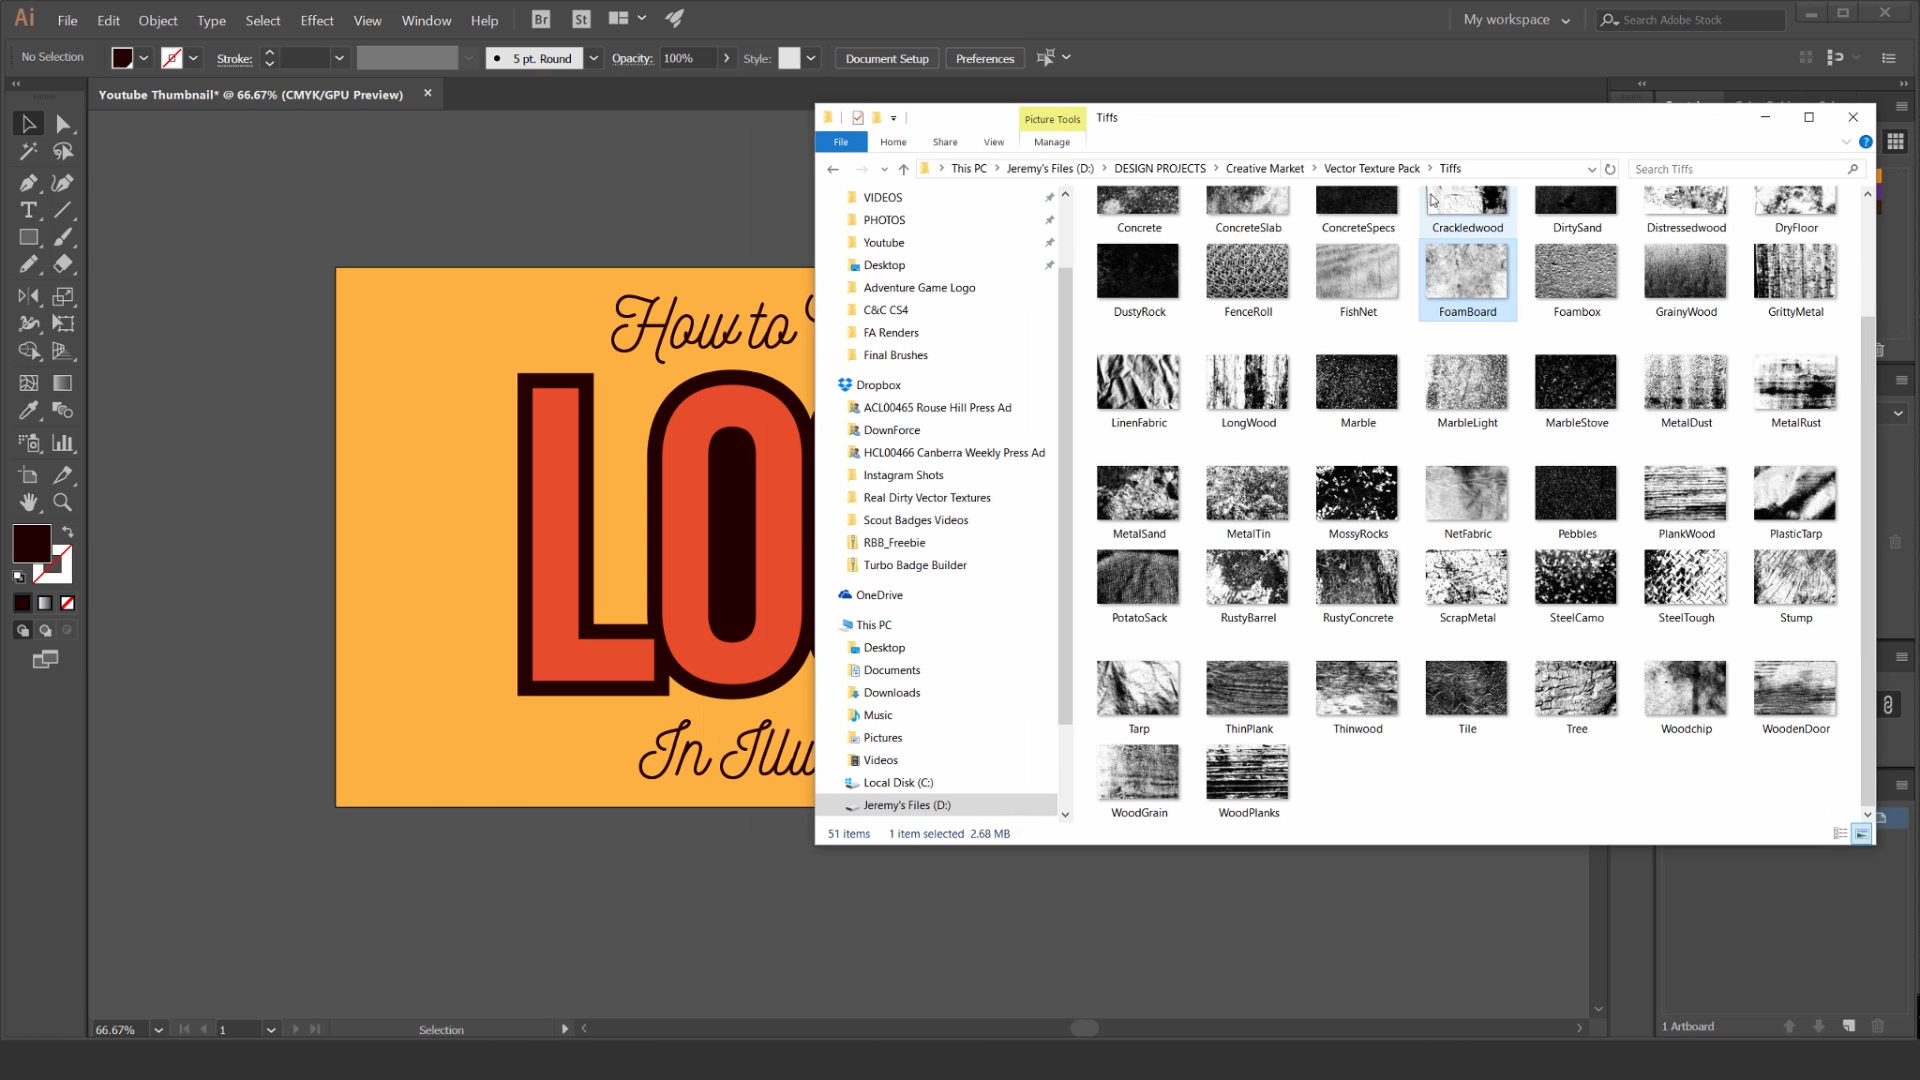 Ai File Edit Object Type Select Effect View Window Help Br St My workspace Search Adobe Stock
No Selection Stroke: 5 pt. Round Opacity: 100% Style: Document Setup Preferences
Youtube Thumbnail* @ 66.67% (CMYK/GPU Preview)
Picture Tools Tiffs
File Home Share View Manage
This PC Jeremy's Files (D:) DESIGN PROJECTS Creative Market Vector Texture Pack Tiffs Search Tiffs
VIDEOS
PHOTOS
Youtube
Desktop
Adventure Game Logo
C&C CS4
FA Renders
Final Brushes
Dropbox
ACL00465 Rouse Hill Press Ad
DownForce
HCL00466 Canberra Weekly Press Ad
Instagram Shots
Real Dirty Vector Textures
Scout Badges Videos
RBB_Freebie
Turbo Badge Builder
OneDrive
This PC
Desktop
Documents
Downloads
Music
Pictures
Videos
Local Disk (C:)
Jeremy's Files (D:)
Concrete ConcreteSlab ConcreteSpecs Crackledwood DirtySand Distressedwood DryFloor
DustyRock FenceRoll FishNet FoamBoard Foambox GrainyWood GrittyMetal
LinenFabric LongWood Marble MarbleLight MarbleStove MetalDust MetalRust
MetalSand MetalTin MossyRocks NetFabric Pebbles PlankWood PlasticTarp
PotatoSack RustyBarrel RustyConcrete ScrapMetal SteelCamo SteelTough Stump
Tarp ThinPlank Thinwood Tile Tree Woodchip WoodenDoor
WoodGrain WoodPlanks
51 items 1 item selected 2.68 MB
How to
LO
In Illu
66.67% 1 Selection 1 Artboard